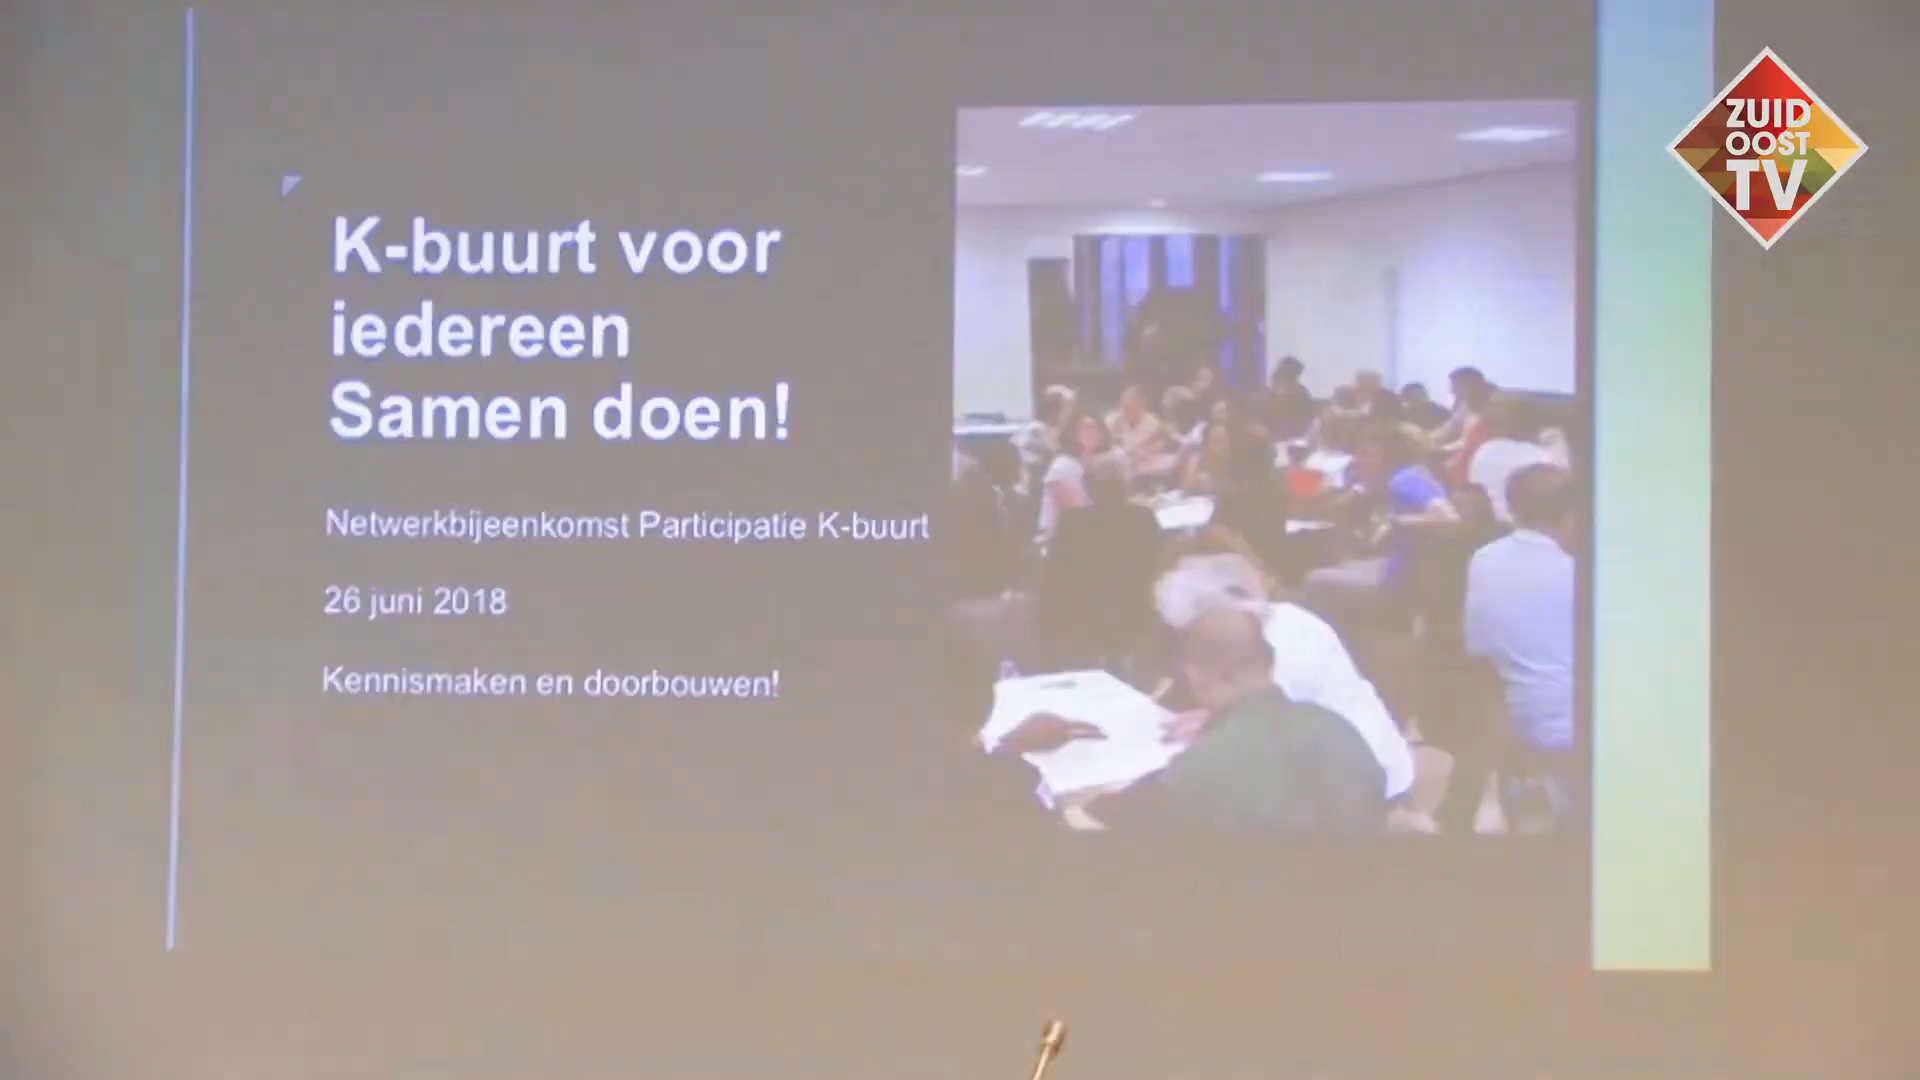 K-buurt voor
iedereen
Samen doen!
Netwerkbijeenkomst Participatie K-buurt
26 juni 2018
Kennismaken en doorbouwen!
ZUID
OOST
TV